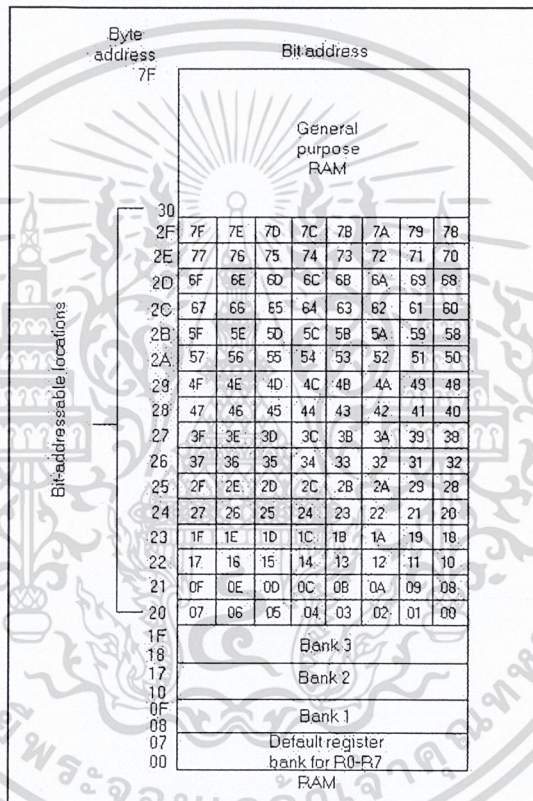 Byte address
Bit address
7F
General purpose RAM
30
2F 7F 7E 7D 7C 7B 7A 79 78
2E 77 76 75 74 73 72 71 70
2D 6F 6E 6D 6C 6B 6A 69 68
2C 67 66 65 64 63 62 61 60
2B 5F 5E 5D 5C 5B 5A 59 58
2A 57 56 55 54 53 52 51 50
29 4F 4E 4D 4C 4B 4A 49 48
28 47 46 45 44 43 42 41 40
27 3F 3E 3D 3C 3B 3A 39 38
26 37 36 35 34 33 32 31 32
25 2F 2E 2D 2C 2B 2A 29 28
24 27 26 25 24 23 22 21 20
23 1F 1E 1D 1C 1B 1A 19 18
22 17 16 15 14 13 12 11 10
21 0F 0E 0D 0C 0B 0A 09 08
20 07 06 05 04 03 02 01 00
Bit-addressable locations
1F
18
Bank 3
17
10
Bank 2
0F
08
Bank 1
07
00
Default register
bank for R0-R7
RAM